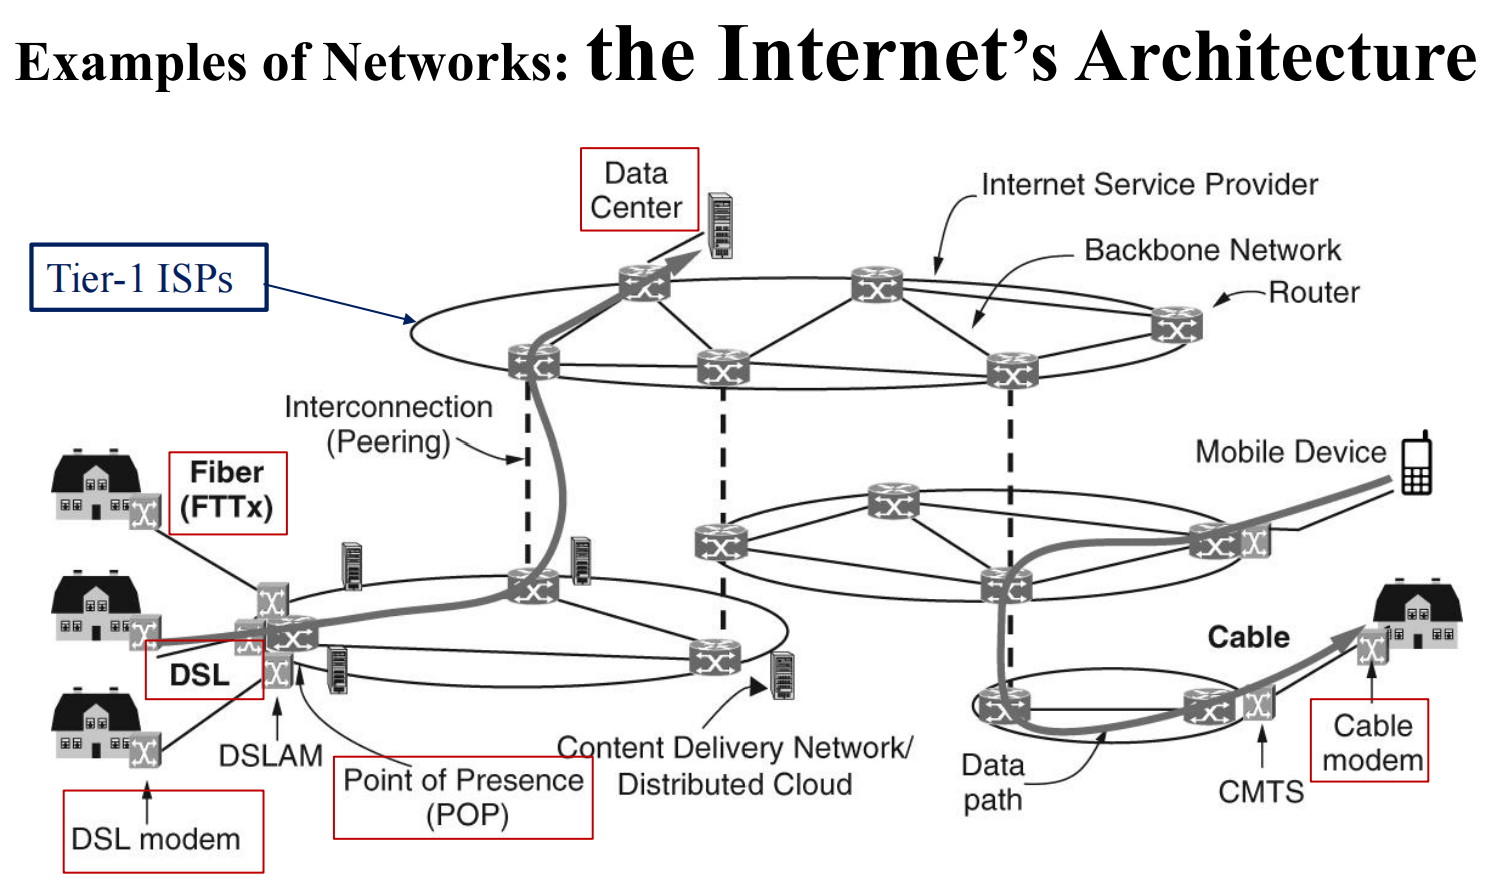 Examples of Networks: the Internet’s Architecture
Data
Center
Internet Service Provider
Backbone Network
Router
Tier-1 ISPs
Interconnection
(Peering)
Mobile Device
Fiber
(FTTx)
Cable
DSL
DSLAM
Point of Presence
(POP)
Content Delivery Network/
Distributed Cloud
Data
path
CMTS
Cable
modem
DSL modem